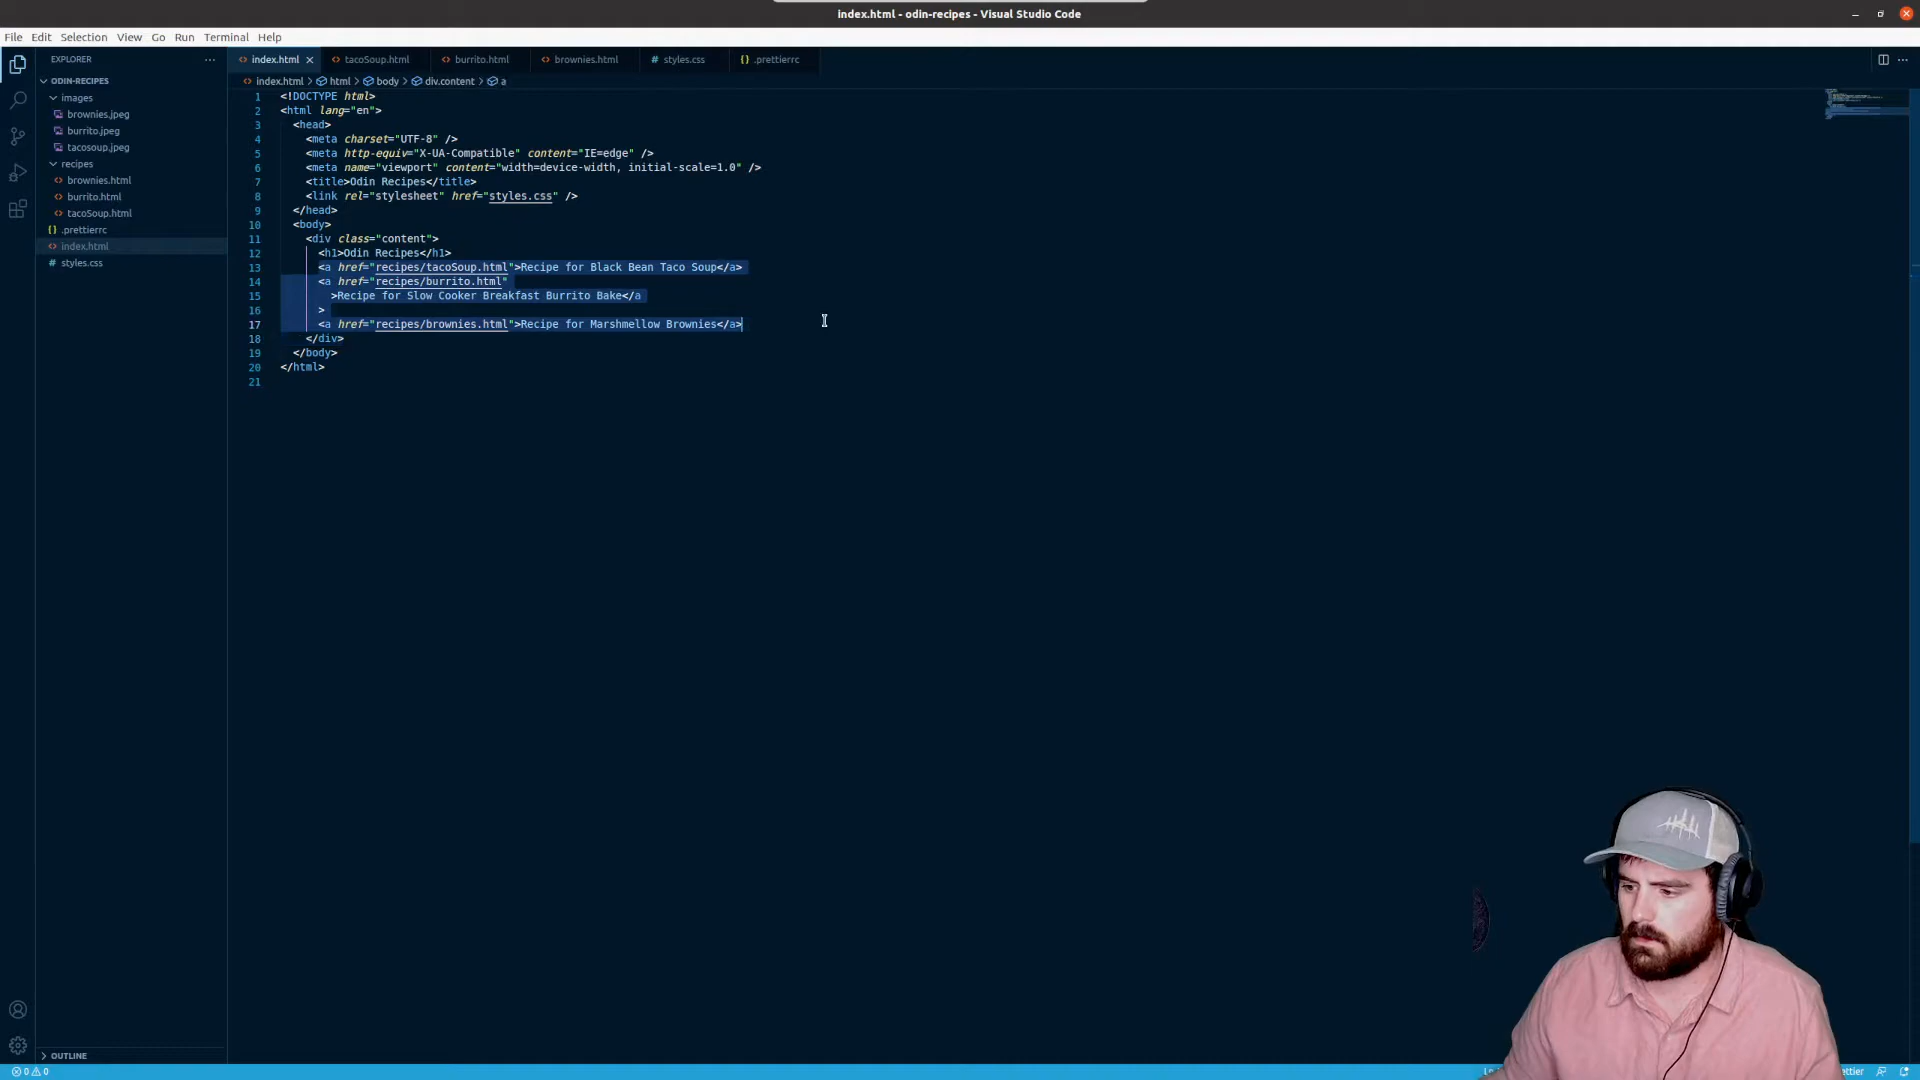 index.html - odin-recipes - Visual Studio Code
File Edit Selection View Go Run Terminal Help
EXPLORER
index.html
tacoSoup.html
burrito.html
brownies.html
styles.css
.prettierrc
ODIN-RECIPES
images
brownies.jpeg
burrito.jpeg
tacosoup.jpeg
recipes
brownies.html
burrito.html
tacoSoup.html
.prettierrc
index.html
styles.css
index.html > html > body > div.content > a
1 <!DOCTYPE html>
2 <html lang="en">
3 <head>
4 <meta charset="UTF-8" />
5 <meta http-equiv="X-UA-Compatible" content="IE=edge" />
6 <meta name="viewport" content="width=device-width, initial-scale=1.0" />
7 <title>Odin Recipes</title>
8 <link rel="stylesheet" href="styles.css" />
9 </head>
10 <body>
11 <div class="content">
12 <h1>Odin Recipes</h1>
13 <a href="recipes/tacoSoup.html">Recipe for Black Bean Taco Soup</a>
14 <a href="recipes/burrito.html"
15 >Recipe for Slow Cooker Breakfast Burrito Bake</a
16 >
17 <a href="recipes/brownies.html">Recipe for Marshmellow Brownies</a>
18 </div>
19 </body>
20 </html>
21
OUTLINE
0 0